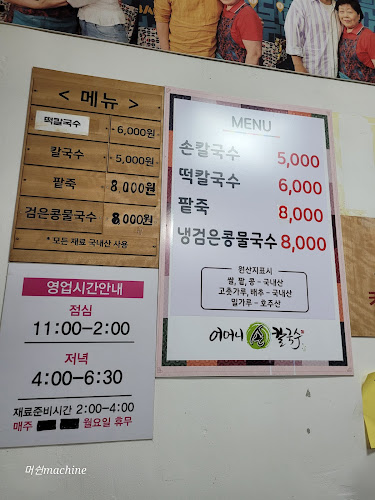 < 메뉴 >
떡칼국수 6,000원
칼국수 5,000원
팥죽 8,000원
검은콩물국수 8,000원
* 모든 재료 국내산 사용
MENU
손칼국수 5,000
떡칼국수 6,000
팥죽 8,000
냉검은콩물국수 8,000
원산지표시
쌀, 팥, 콩 - 국내산
고춧가루, 배추 - 국내산
밀가루 - 호주산
어머니 손 칼국수
영업시간안내
점심
11:00-2:00
저녁
4:00-6:30
재료준비시간 2:00-4:00
매주 월요일 휴무
머쉰machine